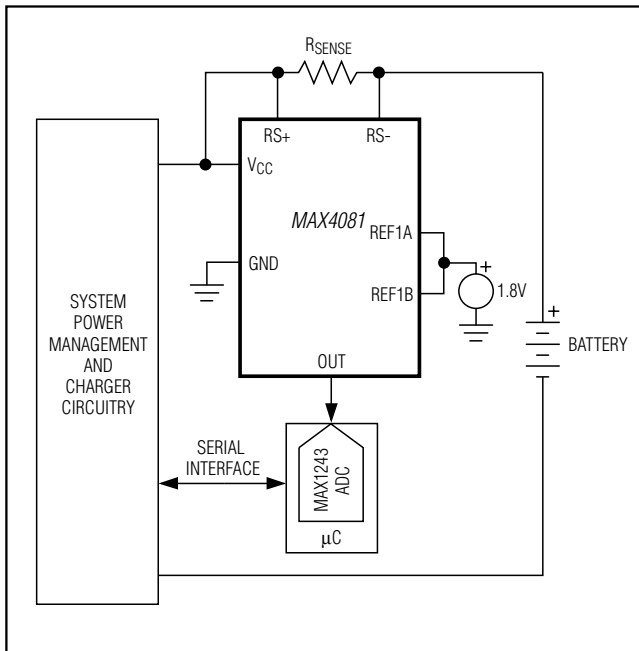 RSENSE
RS+
RS-
VCC
MAX4081
REF1A
GND
+
1.8V
REF1B
SYSTEM
POWER
MANAGEMENT
AND
CHARGER
CIRCUITRY
+
BATTERY
OUT
SERIAL
INTERFACE
MAX1243
ADC
μC